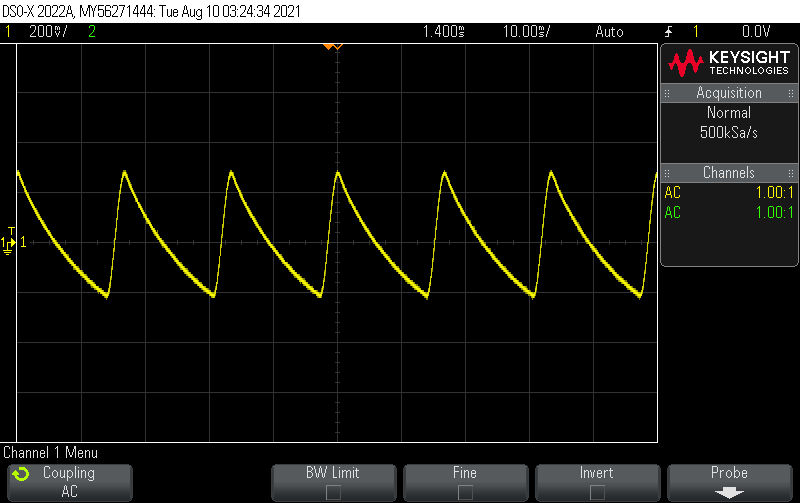 DSO-X 2022A, MY56271444: Tue Aug 10 03:24:34 2021
1 200mV/ 2 1.400ms 10.00ms/ Auto 1 0.0V
KEYSIGHT
TECHNOLOGIES
Acquisition
Normal
500kSa/s
Channels
AC 1.00:1
AC 1.00:1
T
1 1
Channel 1 Menu
Coupling
AC
BW Limit
Fine
Invert
Probe